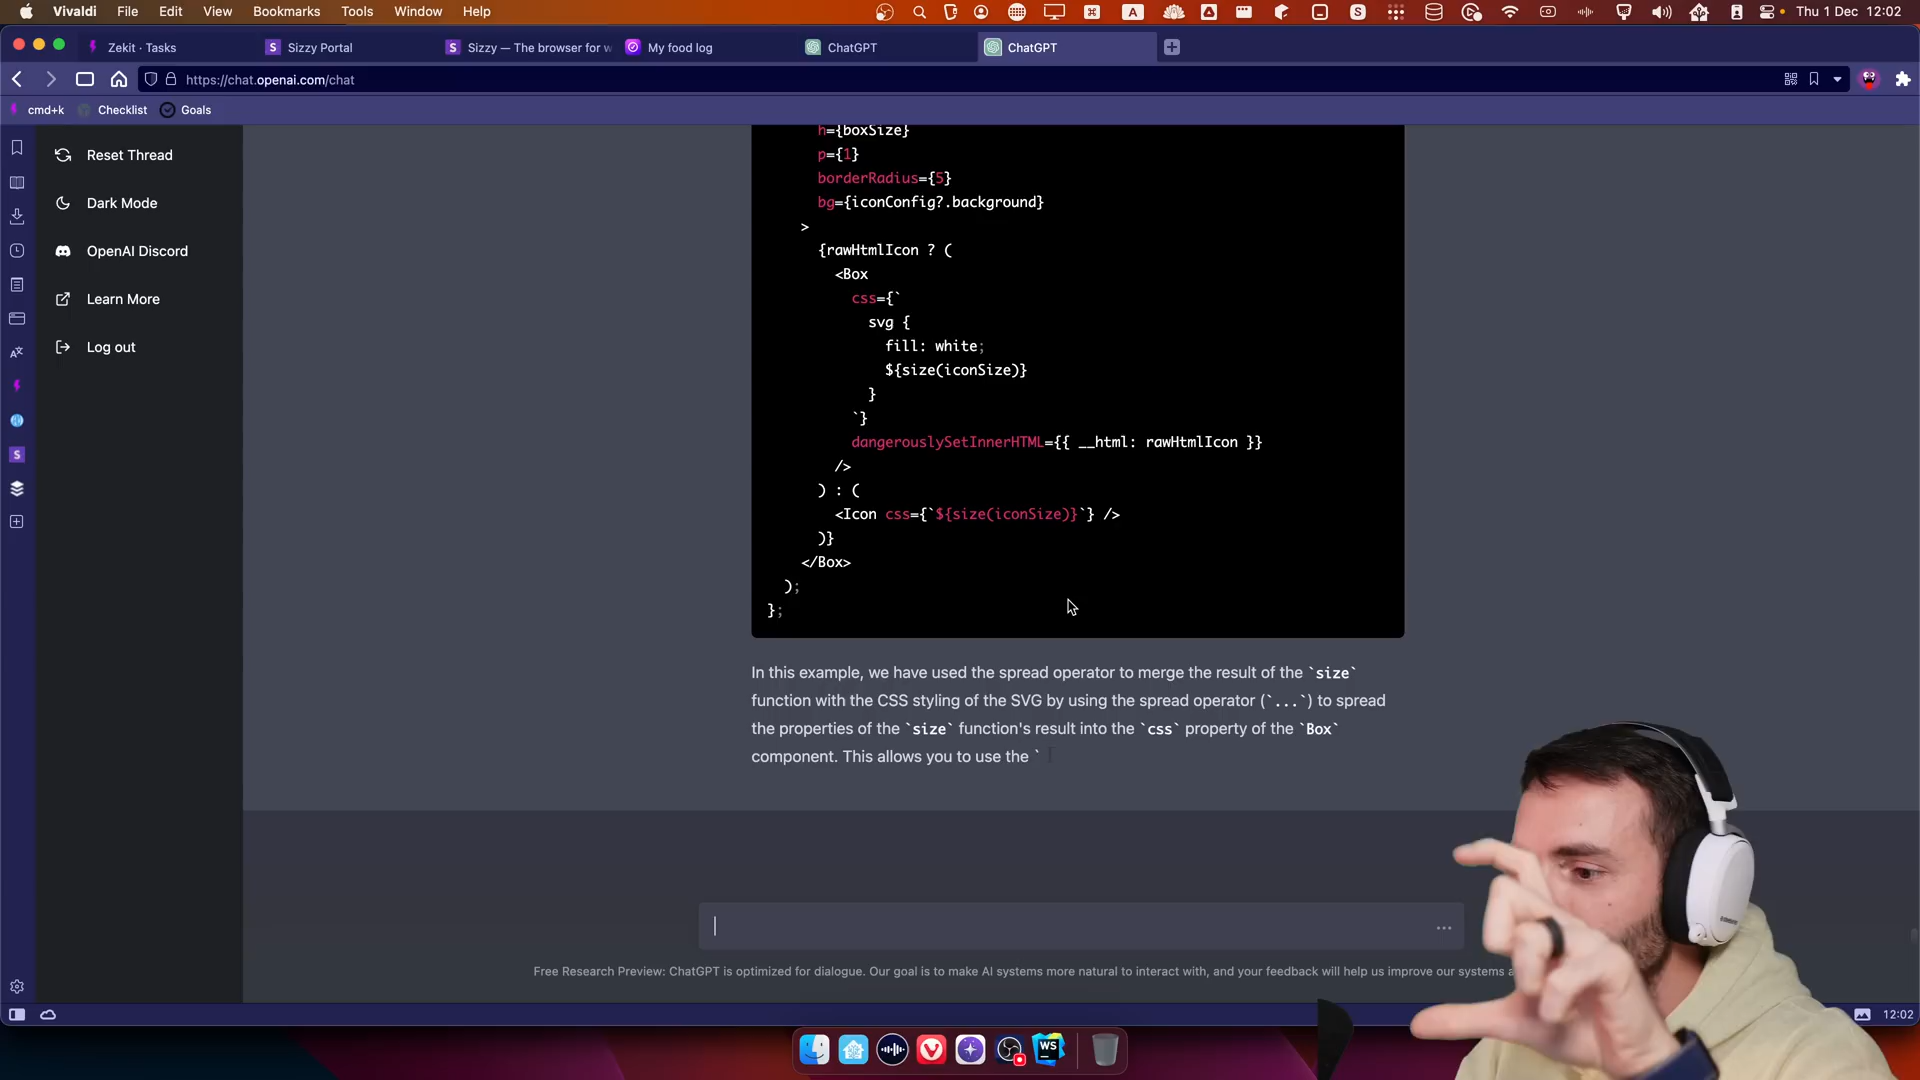 Vivaldi File Edit View Bookmarks Tools Window Help Thu 1 Dec 12:02
Zekit · Tasks Sizzy Portal Sizzy — The browser for w My food log ChatGPT ChatGPT
https://chat.openai.com/chat
cmd+k Checklist Goals
Reset Thread
Dark Mode
OpenAI Discord
Learn More
Log out
h={boxSize}
p={1}
borderRadius={5}
bg={iconConfig?.background}
>
{rawHtmlIcon ? (
<Box
css={`
svg {
fill: white;
${size(iconSize)}
}
`}
dangerouslySetInnerHTML={{ __html: rawHtmlIcon }}
/>
) : (
<Icon css={`${size(iconSize)}`} />
)}
</Box>
);
};
In this example, we have used the spread operator to merge the result of the `size`
function with the CSS styling of the SVG by using the spread operator (`...`) to spread
the properties of the `size` function's result into the `css` property of the `Box`
component. This allows you to use the `
Free Research Preview: ChatGPT is optimized for dialogue. Our goal is to make AI systems more natural to interact with, and your feedback will help us improve our systems a
12:02
WS